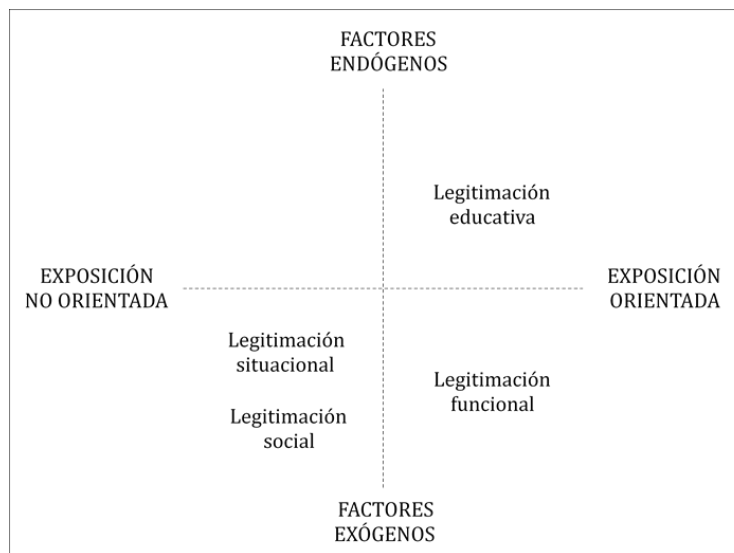 FACTORES
ENDÓGENOS
Legitimación
educativa
EXPOSICIÓN
NO ORIENTADA
EXPOSICIÓN
ORIENTADA
Legitimación
situacional
Legitimación
funcional
Legitimación
social
FACTORES
EXÓGENOS